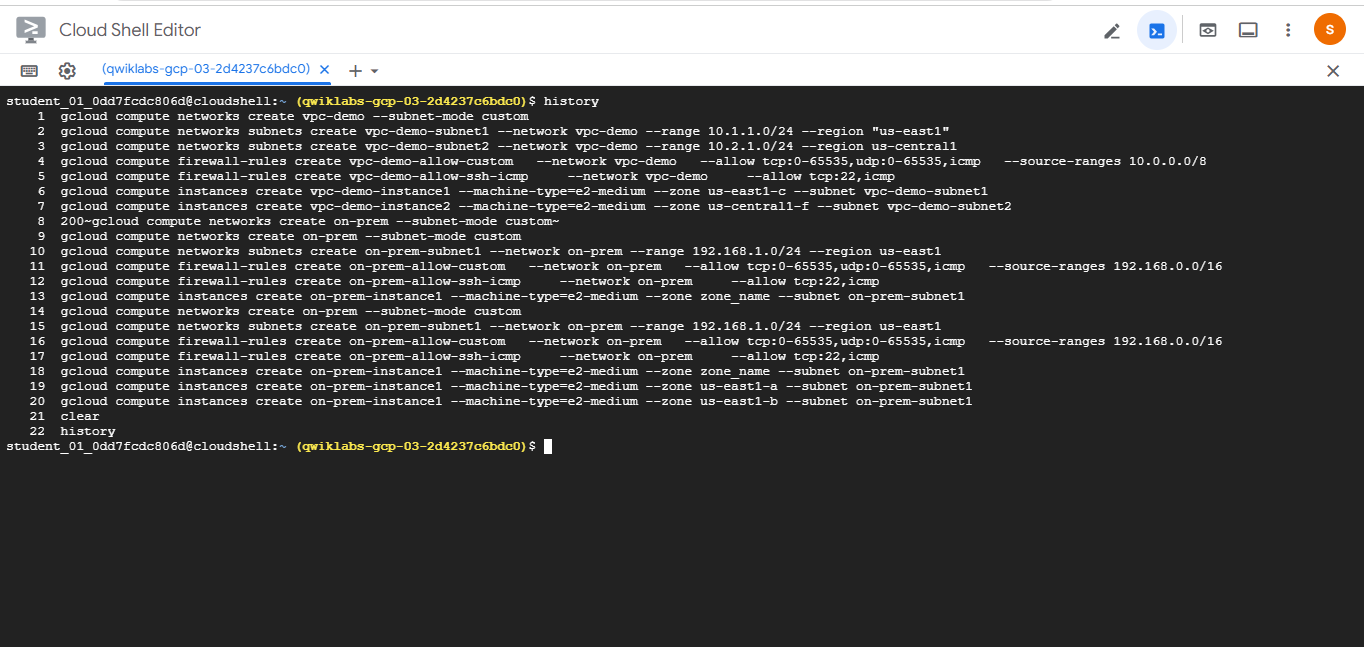 Cloud Shell Editor
S
(qwiklabs-gcp-03-2d4237c6bdc0)
student_01_0dd7fcdc806d@cloudshell:~ (qwiklabs-gcp-03-2d4237c6bdc0)$ history
1 gcloud compute networks create vpc-demo --subnet-mode custom
2 gcloud compute networks subnets create vpc-demo-subnet1 --network vpc-demo --range 10.1.1.0/24 --region "us-east1"
3 gcloud compute networks subnets create vpc-demo-subnet2 --network vpc-demo --range 10.2.1.0/24 --region us-central1
4 gcloud compute firewall-rules create vpc-demo-allow-custom --network vpc-demo --allow tcp:0-65535,udp:0-65535,icmp --source-ranges 10.0.0.0/8
5 gcloud compute firewall-rules create vpc-demo-allow-ssh-icmp --network vpc-demo --allow tcp:22,icmp
6 gcloud compute instances create vpc-demo-instance1 --machine-type=e2-medium --zone us-east1-c --subnet vpc-demo-subnet1
7 gcloud compute instances create vpc-demo-instance2 --machine-type=e2-medium --zone us-central1-f --subnet vpc-demo-subnet2
8 200~gcloud compute networks create on-prem --subnet-mode custom~
9 gcloud compute networks create on-prem --subnet-mode custom
10 gcloud compute networks subnets create on-prem-subnet1 --network on-prem --range 192.168.1.0/24 --region us-east1
11 gcloud compute firewall-rules create on-prem-allow-custom --network on-prem --allow tcp:0-65535,udp:0-65535,icmp --source-ranges 192.168.0.0/16
12 gcloud compute firewall-rules create on-prem-allow-ssh-icmp --network on-prem --allow tcp:22,icmp
13 gcloud compute instances create on-prem-instance1 --machine-type=e2-medium --zone zone_name --subnet on-prem-subnet1
14 gcloud compute networks create on-prem --subnet-mode custom
15 gcloud compute networks subnets create on-prem-subnet1 --network on-prem --range 192.168.1.0/24 --region us-east1
16 gcloud compute firewall-rules create on-prem-allow-custom --network on-prem --allow tcp:0-65535,udp:0-65535,icmp --source-ranges 192.168.0.0/16
17 gcloud compute firewall-rules create on-prem-allow-ssh-icmp --network on-prem --allow tcp:22,icmp
18 gcloud compute instances create on-prem-instance1 --machine-type=e2-medium --zone zone_name --subnet on-prem-subnet1
19 gcloud compute instances create on-prem-instance1 --machine-type=e2-medium --zone us-east1-a --subnet on-prem-subnet1
20 gcloud compute instances create on-prem-instance1 --machine-type=e2-medium --zone us-east1-b --subnet on-prem-subnet1
21 clear
22 history
student_01_0dd7fcdc806d@cloudshell:~ (qwiklabs-gcp-03-2d4237c6bdc0)$